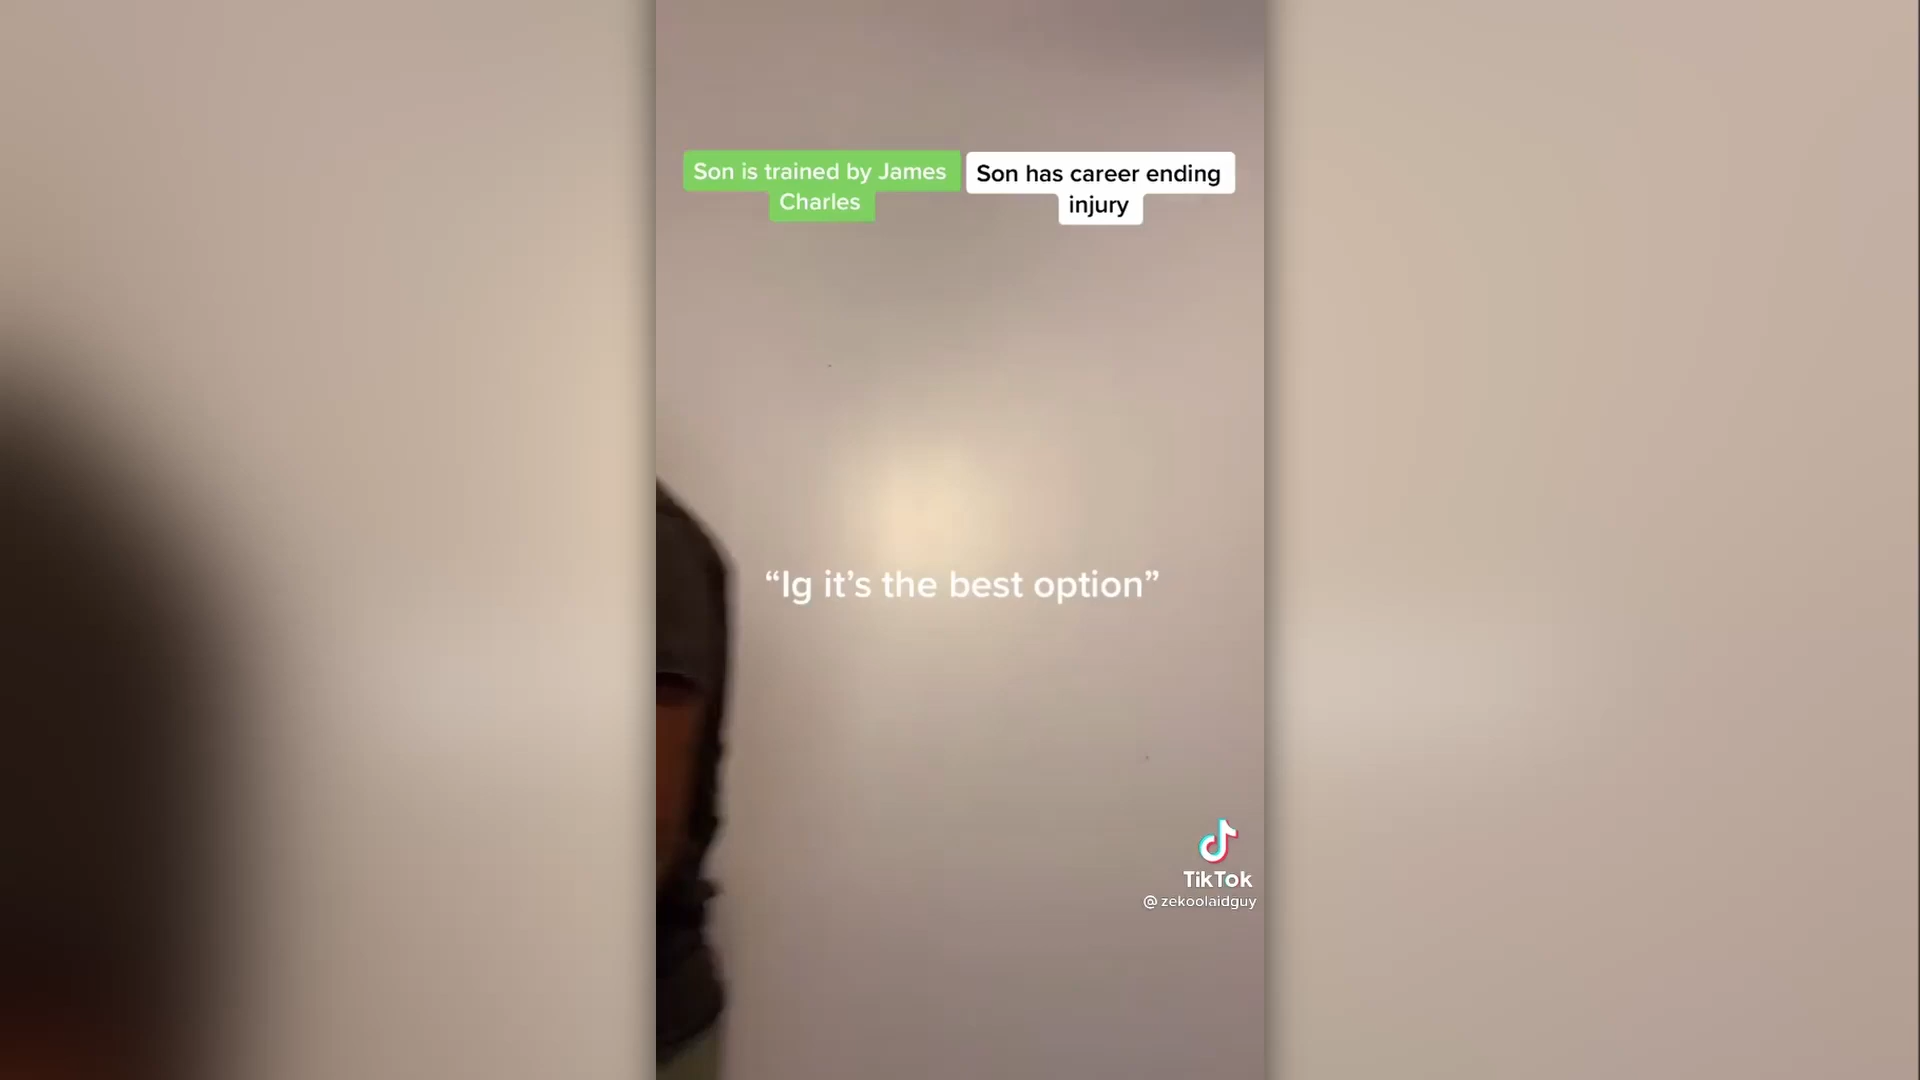 Son is trained by James
Charles
Son has career ending
injury
“Ig it’s the best option”
TikTok
@zekoolaidguy